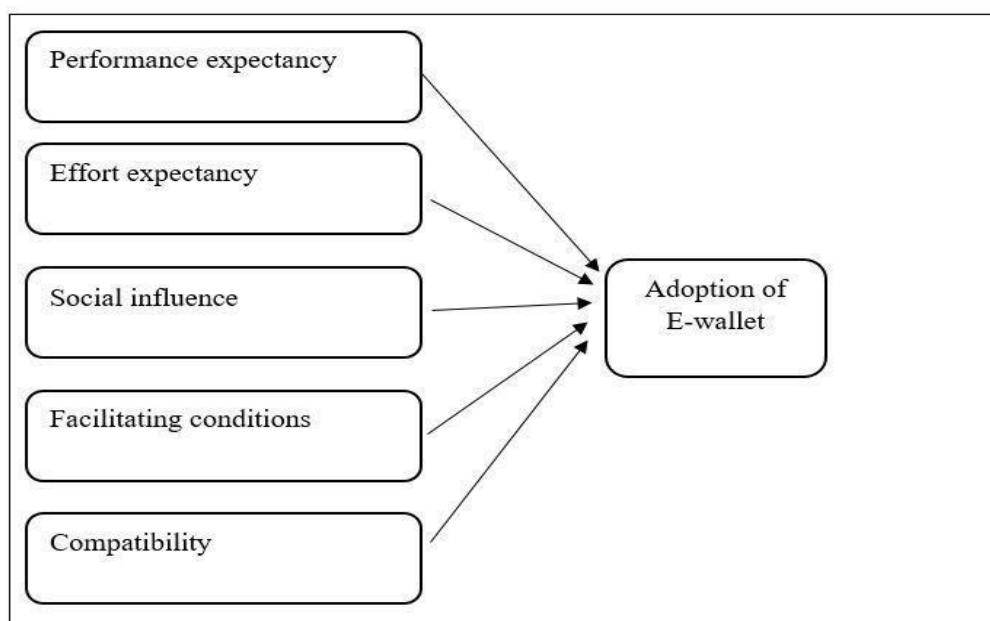 Performance expectancy
Effort expectancy
Social influence
Facilitating conditions
Compatibility
Adoption of
E-wallet